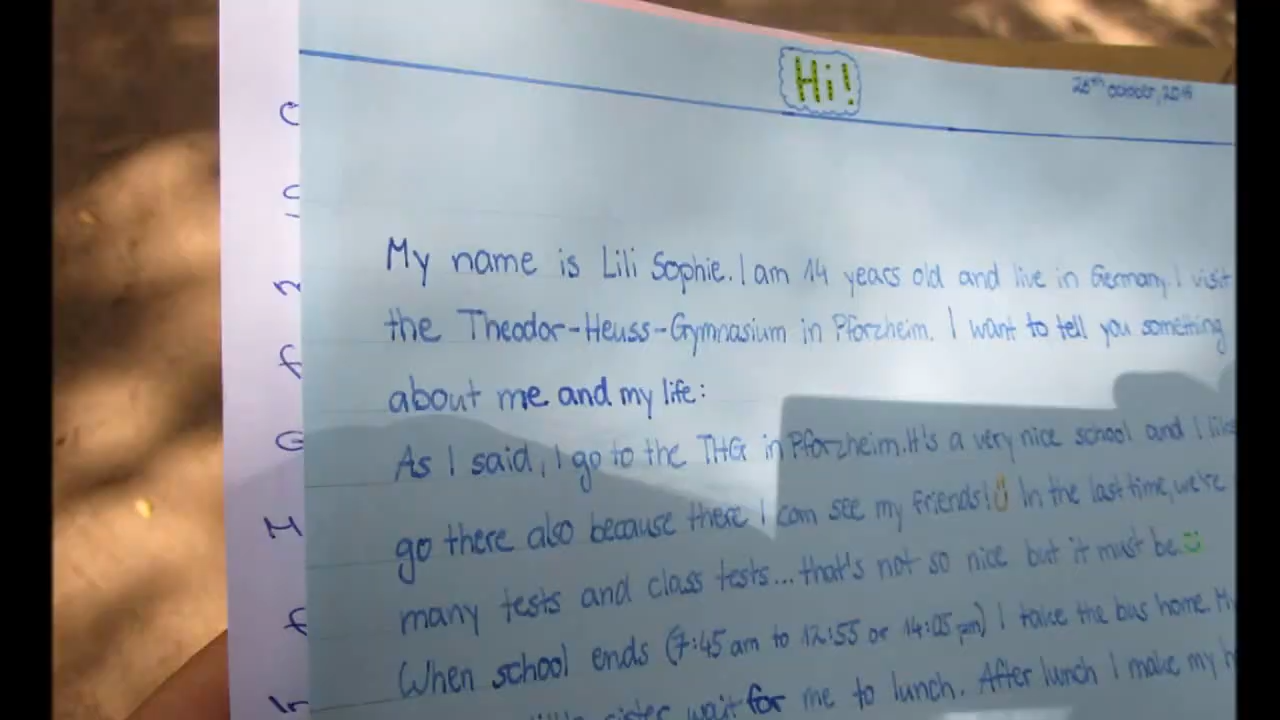 Hi!
26th october, 2015
My name is Lili Sophie. I am 14 years old and live in Germany. I visit
the Theodor-Heuss-Gymnasium in Pforzheim. I want to tell you something
about me and my life:
As I said, I go to the THG in Pforzheim. It's a very nice school and I like
go there also because there I can see my friends! In the last time, we're
many tests and class tests... that's not so nice but it must be
When school ends (7:45 am to 12:55 or 14:05 pm) I take the bus home. My
little sister wait for me to lunch. After lunch I make my h